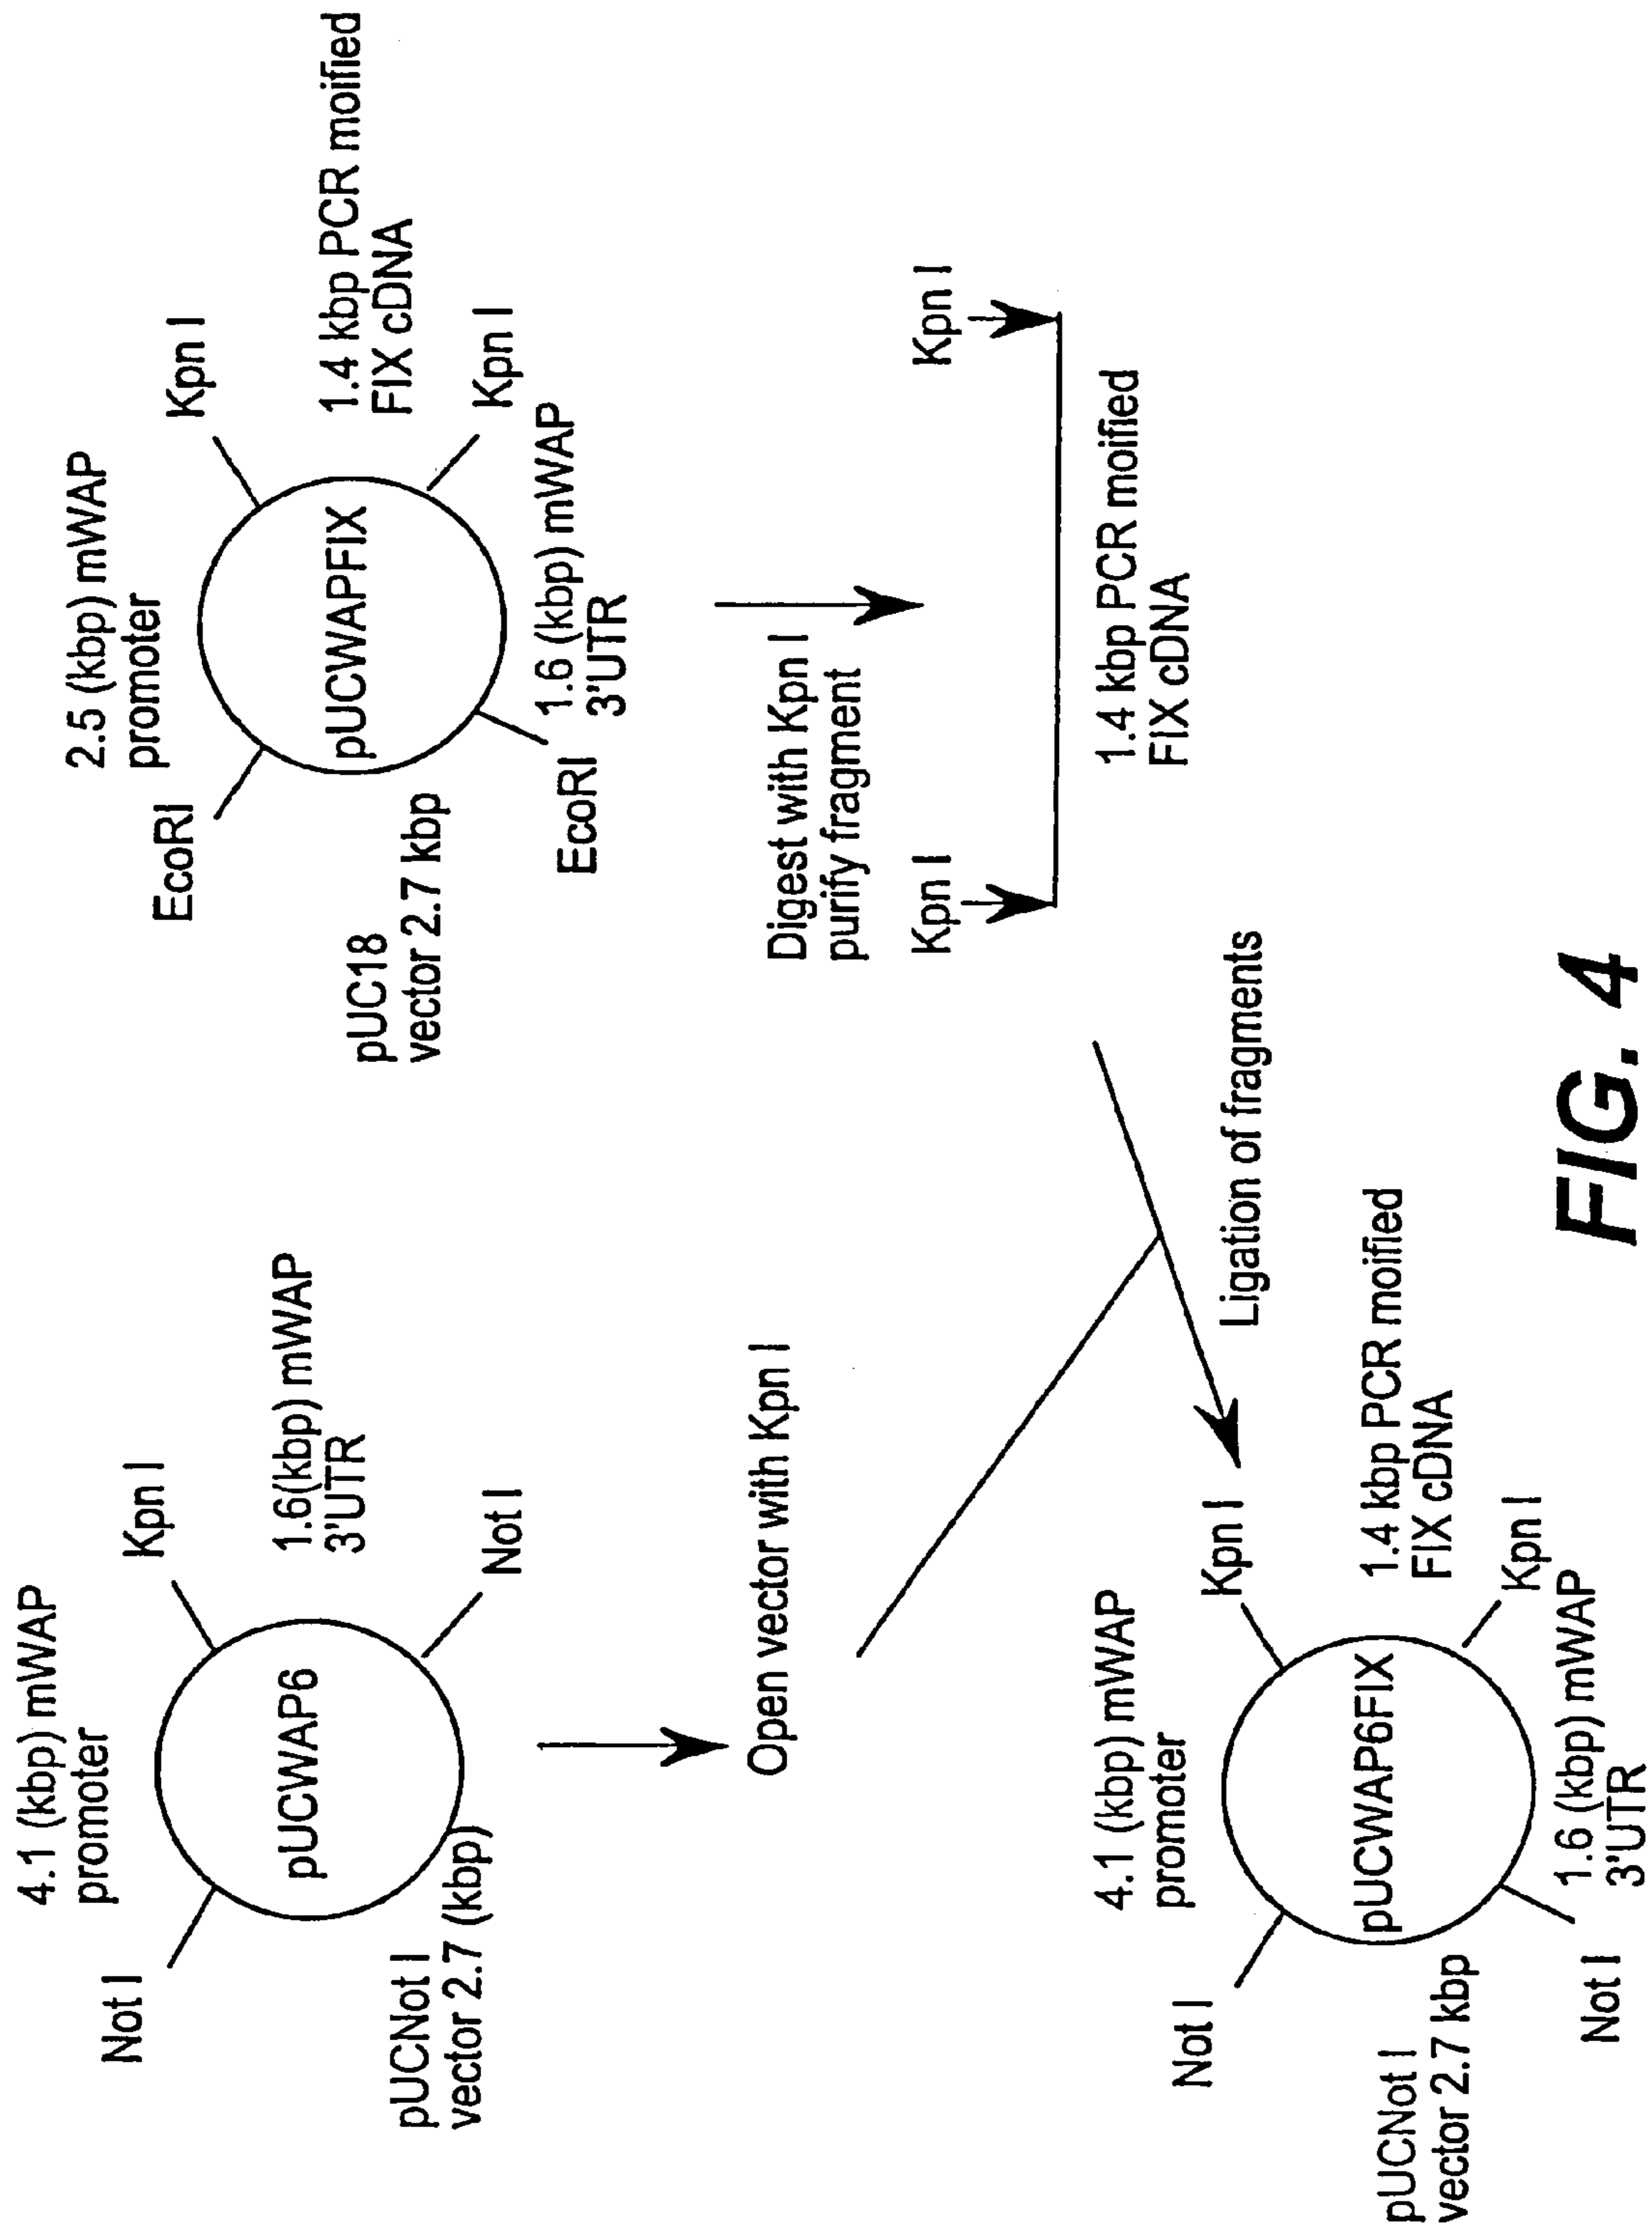 4.1 (kbp) mWAP
promoter
Not I
Kpn I
pUCWAP6
1.6(kbp) mWAP
3'UTR
pUCNot I
vector 2.7 (kbp)
Not I
Open vector with Kpn I
2.5 (kbp) mWAP
promoter
EcoRI
Kpn I
pUCWAPFIX
1.4 kbp PCR moified
FIX cDNA
pUC18
vector 2.7 kbp
Kpn I
EcoRI
1.6 (kbp) mWAP
3'UTR
Digest with Kpn I
purify fragment
Kpn I
Kpn I
1.4 kbp PCR moified
FIX cDNA
Ligation of fragments
4.1 (kbp) mWAP
promoter
Not I
Kpn I
pUCWAP6FIX
1.4 kbp PCR moified
FIX cDNA
pUCNot I
vector 2.7 kbp
Kpn I
Not I
1.6 (kbp) mWAP
3'UTR
FIG. 4